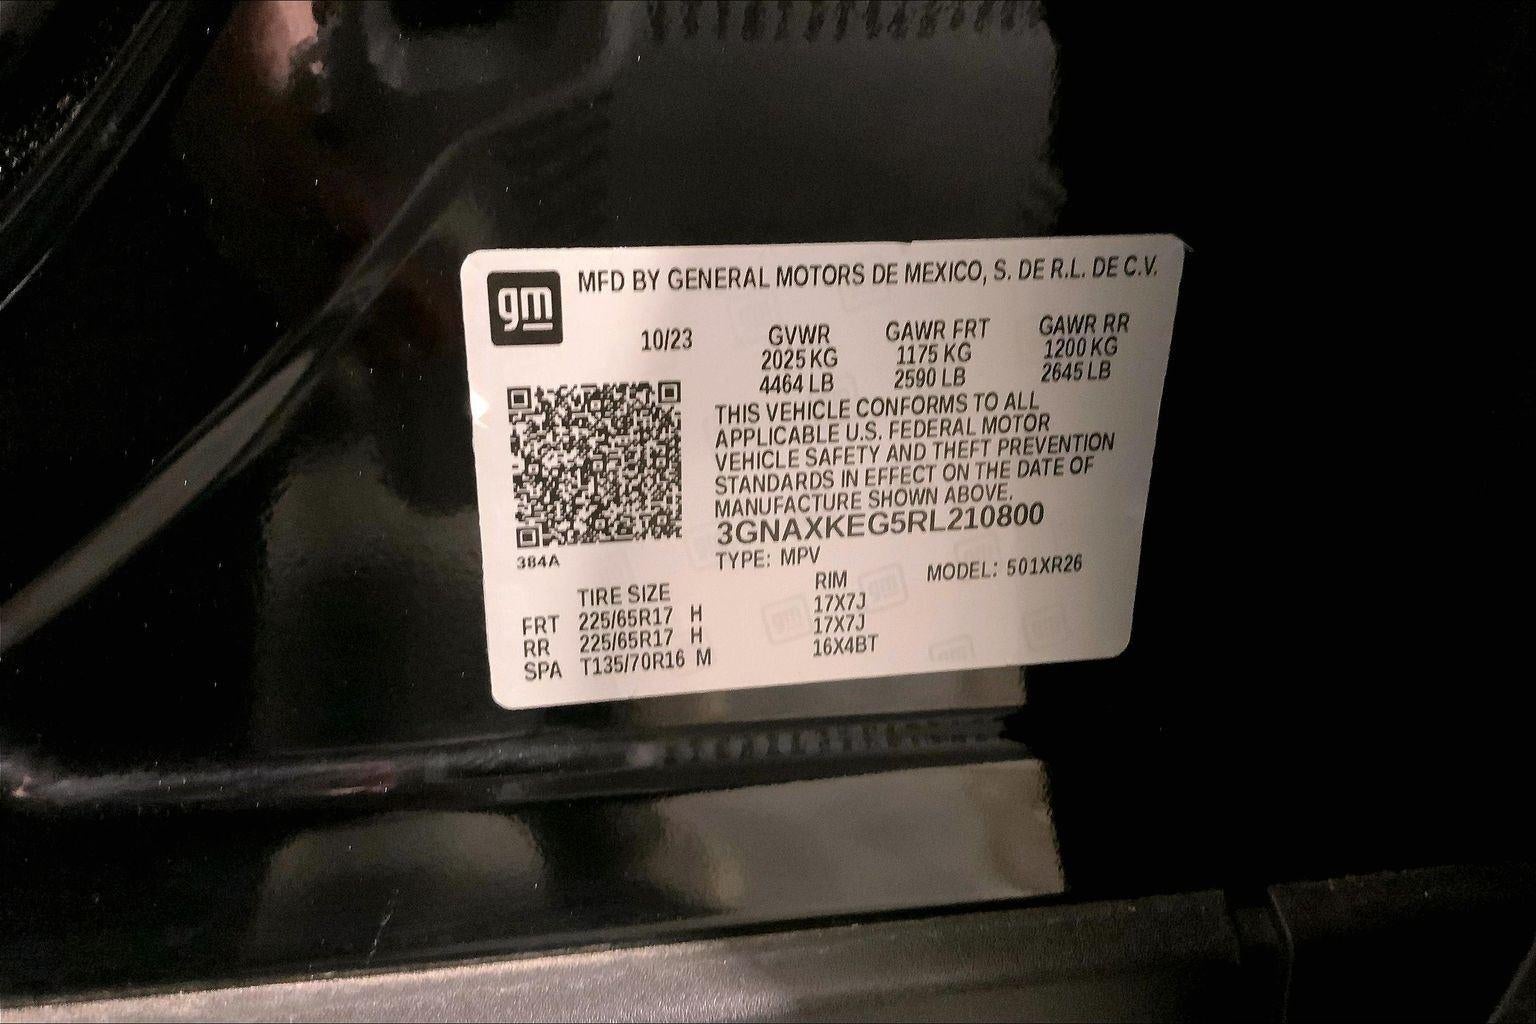 gm
MFD BY GENERAL MOTORS DE MEXICO, S. DE R.L. DE C.V.
10/23 GVWR GAWR FRT GAWR RR
2025 KG 1175 KG 1200 KG
4464 LB 2590 LB 2645 LB
THIS VEHICLE CONFORMS TO ALL
APPLICABLE U.S. FEDERAL MOTOR
VEHICLE SAFETY AND THEFT PREVENTION
STANDARDS IN EFFECT ON THE DATE OF
MANUFACTURE SHOWN ABOVE.
3GNAXKEG5RL210800
384A
TYPE: MPV MODEL: 501XR26
TIRE SIZE RIM
FRT 225/65R17 H 17X7J
RR 225/65R17 H 17X7J
SPA T135/70R16 M 16X4BT